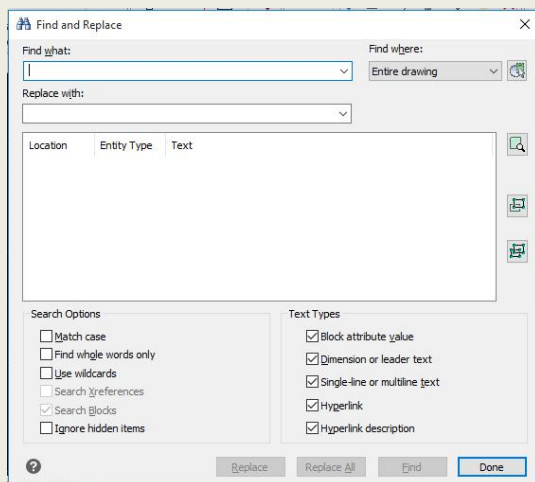 Find and Replace
Find what:
Find where:
Entire drawing
Replace with:
Location Entity Type Text
Search Options
Match case
Find whole words only
Use wildcards
Search Xreferences
Search Blocks
Ignore hidden items
Text Types
Block attribute value
Dimension or leader text
Single-line or multiline text
Hyperlink
Hyperlink description
Replace Replace All Find Done